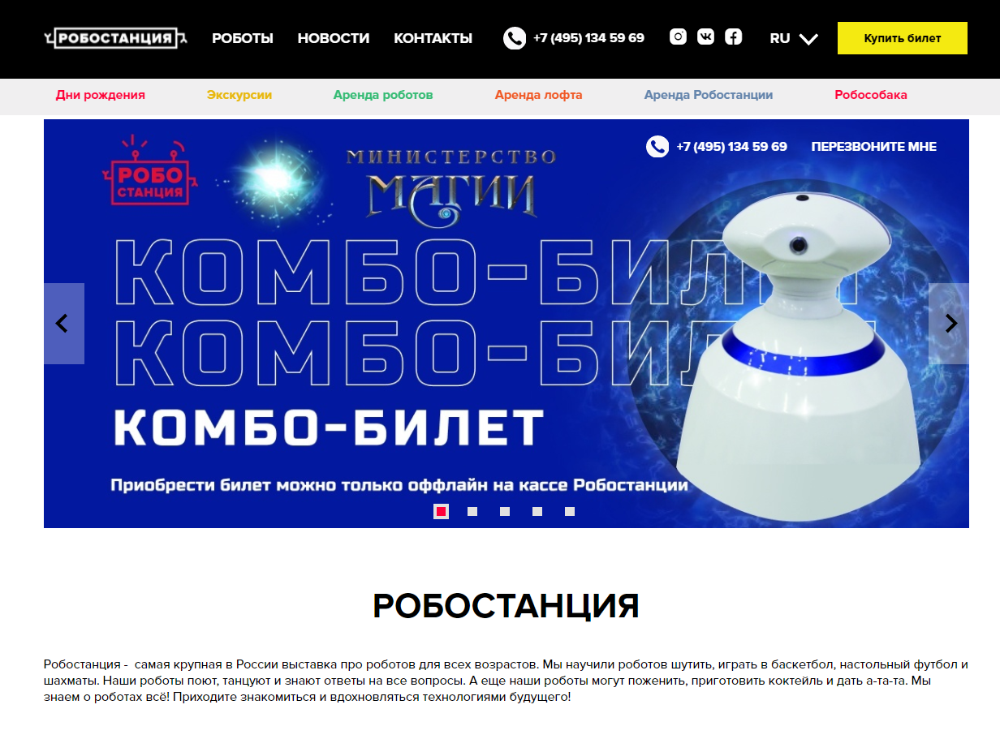 РОБОСТАНЦИЯ РОБОТЫ НОВОСТИ КОНТАКТЫ +7 (495) 134 59 69 RU Купить билет
Дни рождения Экскурсии Аренда роботов Аренда лофта Аренда Робостанции Робособака
+7 (495) 134 59 69 ПЕРЕЗВОНИТЕ МНЕ
РОБО
СТАНЦИЯ
МИНИСТЕРСТВО
МАГИИ
КОМБО-БИЛЕТ
КОМБО-БИЛ
КОМБО-БИЛЕТ
Приобрести билет можно только оффлайн на кассе Робостанции
РОБОСТАНЦИЯ
Робостанция - самая крупная в России выставка про роботов для всех возрастов. Мы научили роботов шутить, играть в баскетбол, настольный футбол и
шахматы. Наши роботы поют, танцуют и знают ответы на все вопросы. А еще наши роботы могут поженить, приготовить коктейль и дать а-та-та. Мы
знаем о роботах всё! Приходите знакомиться и вдохновляться технологиями будущего!